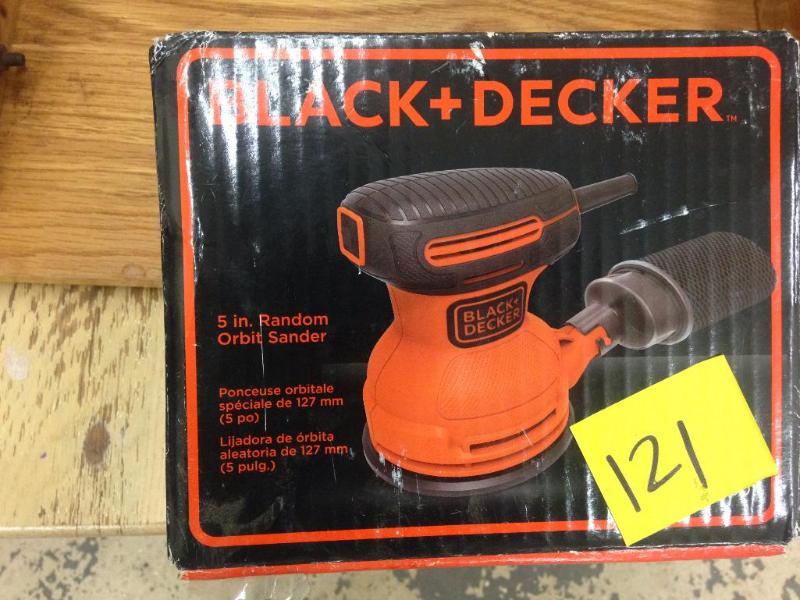 BLACK+DECKER™
BLACK+
DECKER
5 in. Random
Orbit Sander
Ponceuse orbitale
spéciale de 127 mm
(5 po)
Lijadora de órbita
aleatoria de 127 mm
(5 pulg.)
121